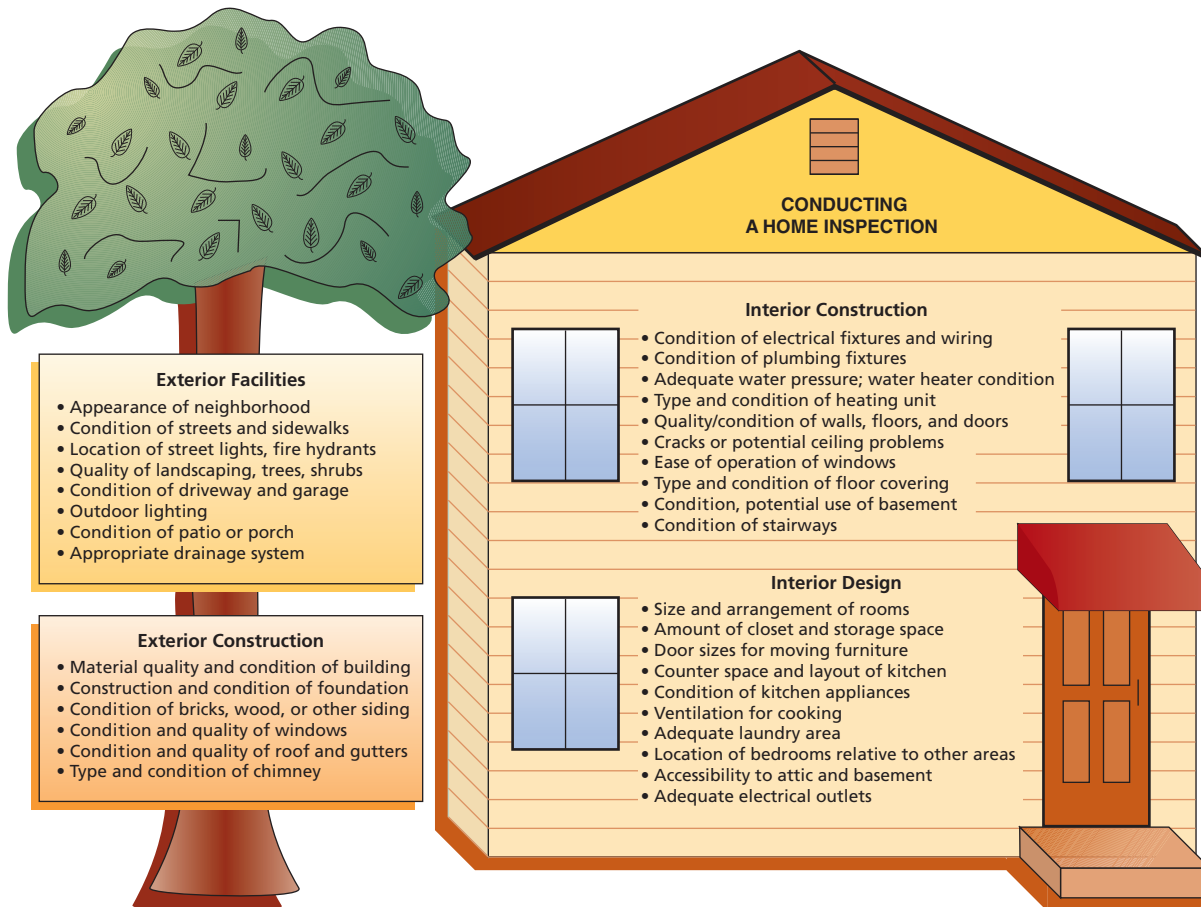 CONDUCTING
A HOME INSPECTION
Exterior Facilities
• Appearance of neighborhood
• Condition of streets and sidewalks
• Location of street lights, fire hydrants
• Quality of landscaping, trees, shrubs
• Condition of driveway and garage
• Outdoor lighting
• Condition of patio or porch
• Appropriate drainage system
Exterior Construction
• Material quality and condition of building
• Construction and condition of foundation
• Condition of bricks, wood, or other siding
• Condition and quality of windows
• Condition and quality of roof and gutters
• Type and condition of chimney
Interior Construction
• Condition of electrical fixtures and wiring
• Condition of plumbing fixtures
• Adequate water pressure; water heater condition
• Type and condition of heating unit
• Quality/condition of walls, floors, and doors
• Cracks or potential ceiling problems
• Ease of operation of windows
• Type and condition of floor covering
• Condition, potential use of basement
• Condition of stairways
Interior Design
• Size and arrangement of rooms
• Amount of closet and storage space
• Door sizes for moving furniture
• Counter space and layout of kitchen
• Condition of kitchen appliances
• Ventilation for cooking
• Adequate laundry area
• Location of bedrooms relative to other areas
• Accessibility to attic and basement
• Adequate electrical outlets